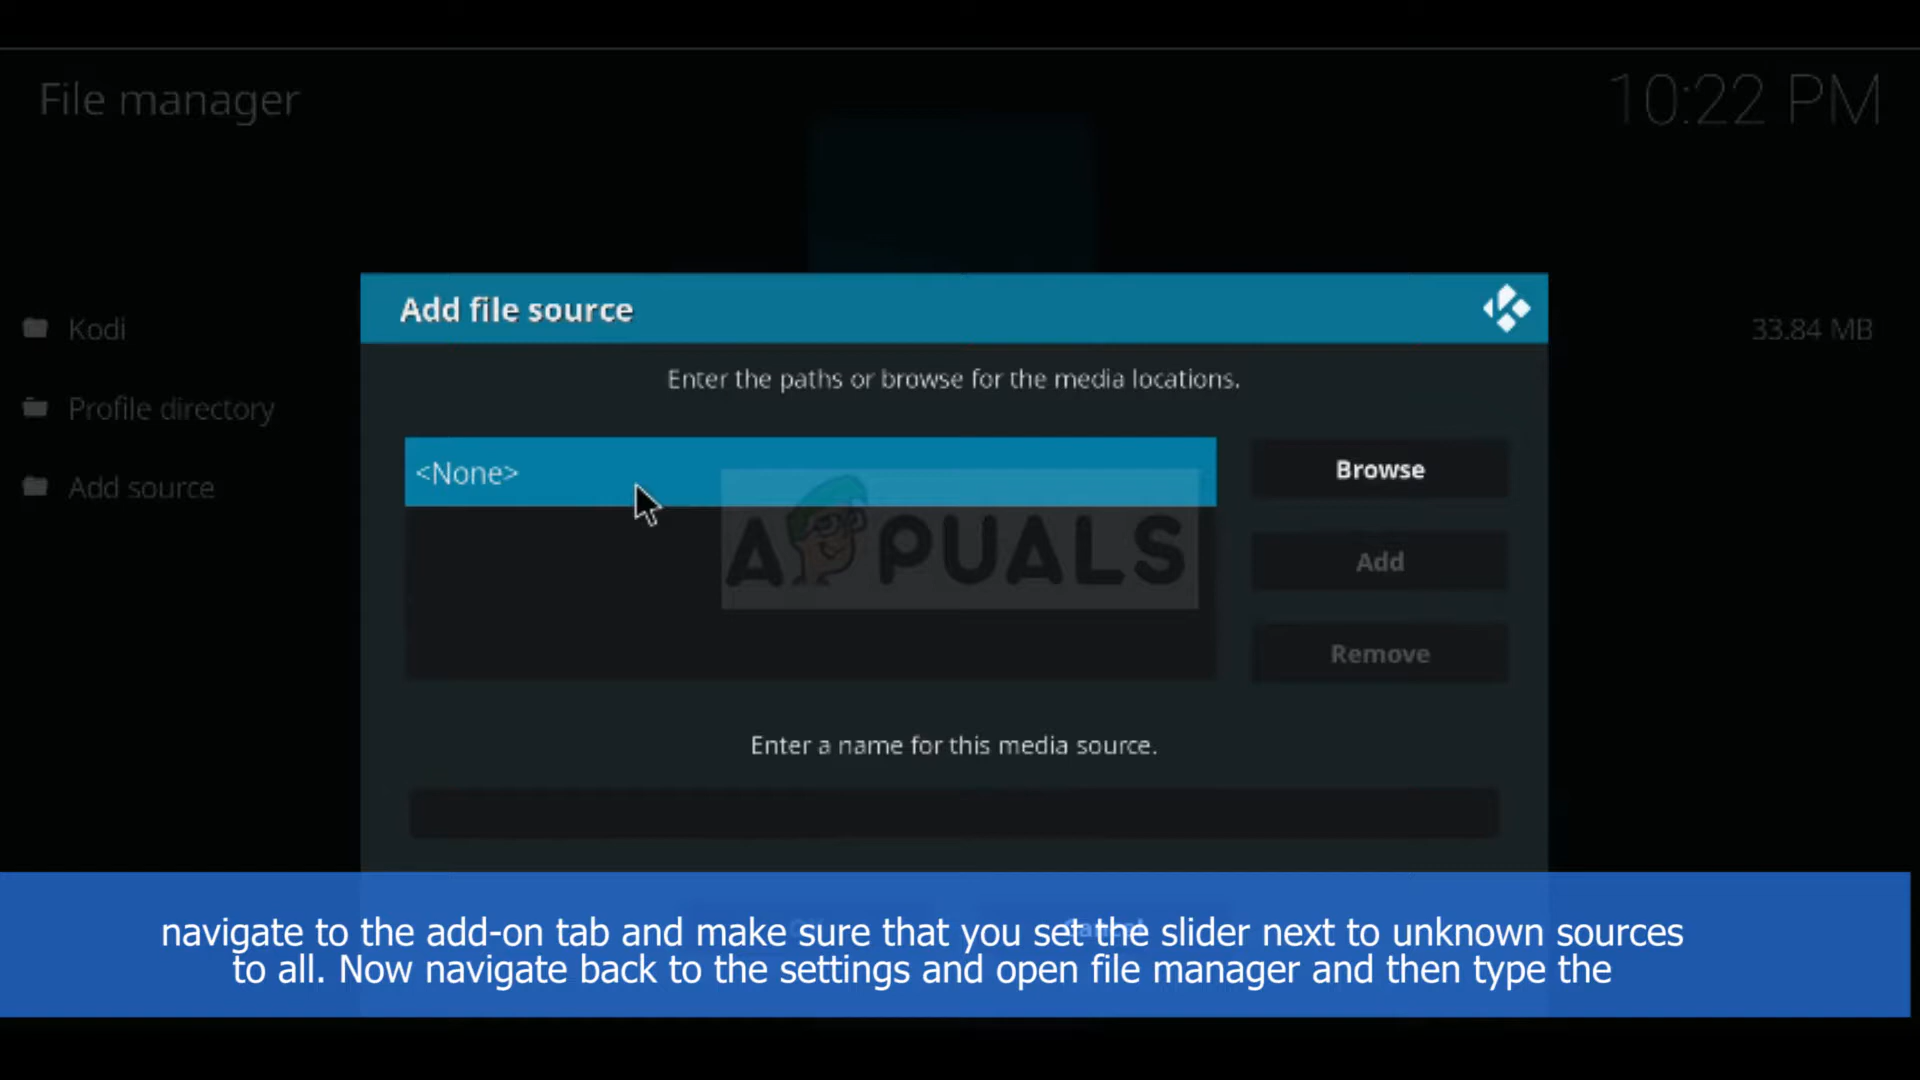 File manager
10:22 PM
Add file source
Kodi
33.84 MB
Enter the paths or browse for the media locations.
Profile directory
<None>
Browse
Add source
APPUALS
Add
Remove
Enter a name for this media source.
Cancel
navigate to the add-on tab and make sure that you set the slider next to unknown sources
to all. Now navigate back to the settings and open file manager and then type the